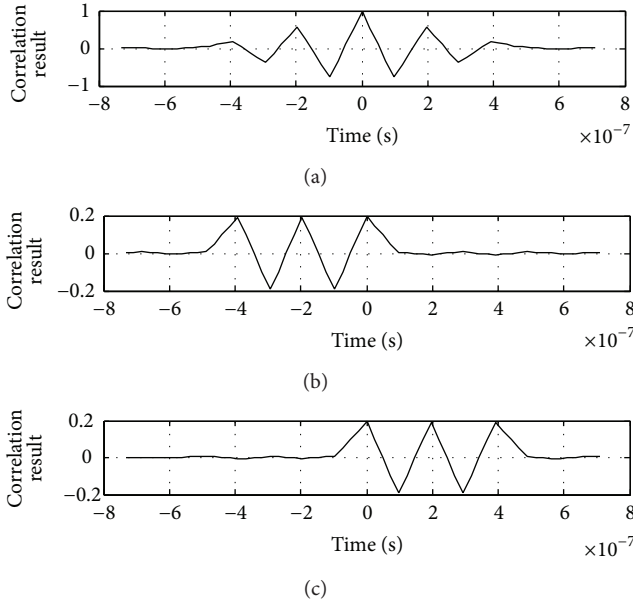 Correlation
result
1
0
−1
−8 −6 −4 −2 0 2 4 6 8
Time (s)
×10−7
(a)
Correlation
result
0.2
0
−0.2
−8 −6 −4 −2 0 2 4 6 8
Time (s)
×10−7
(b)
Correlation
result
0.2
0
−0.2
−8 −6 −4 −2 0 2 4 6 8
Time (s)
×10−7
(c)